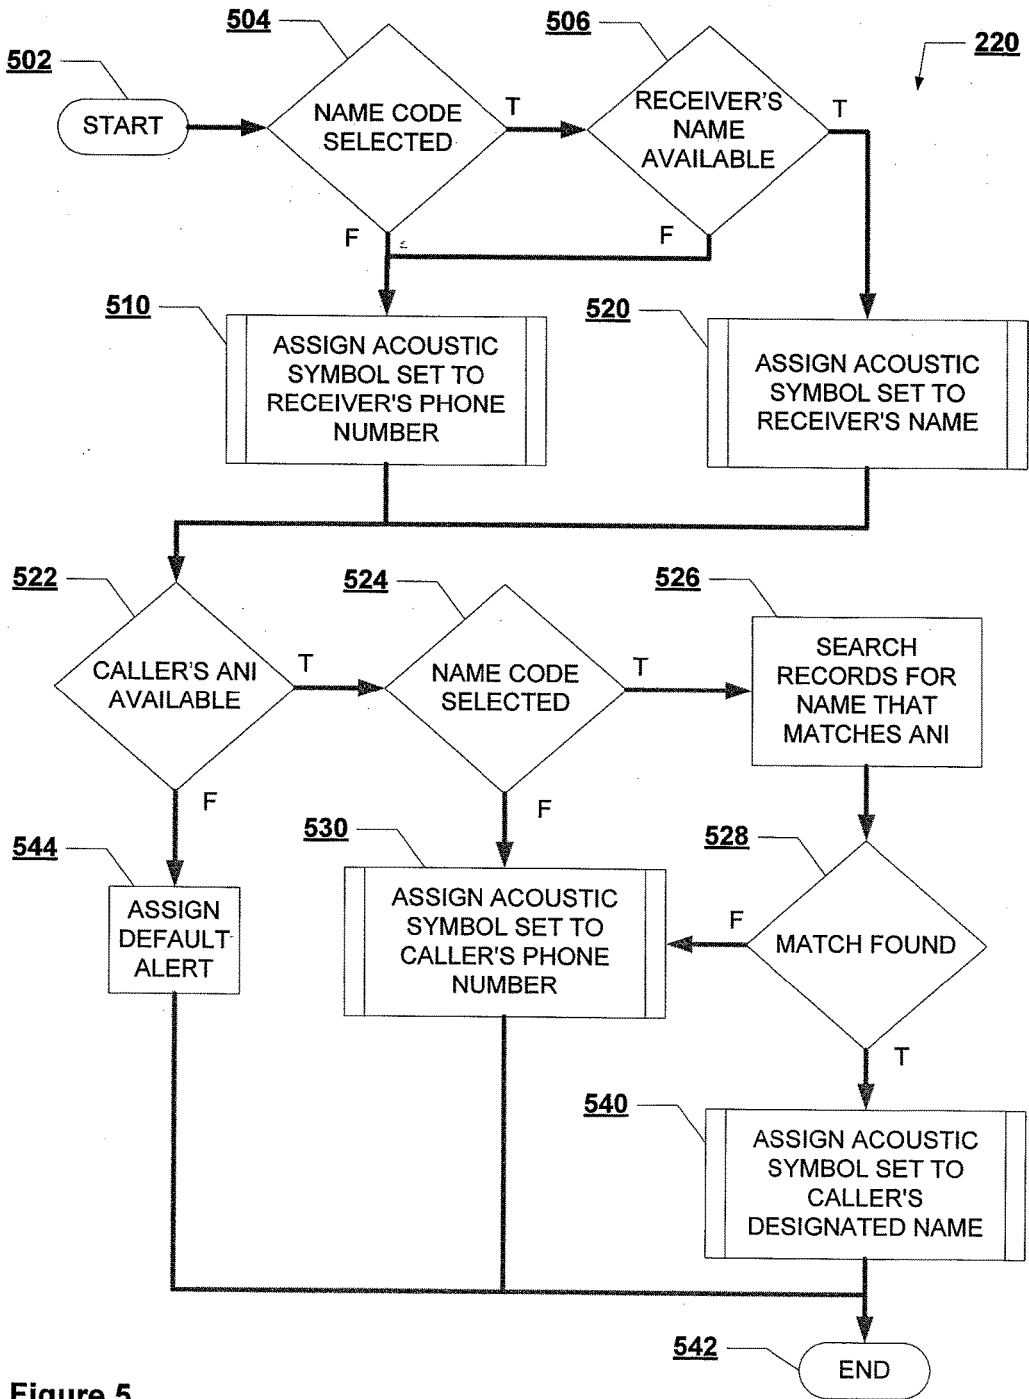 504
506
220
502
START
NAME CODE
SELECTED
T
RECEIVER'S
NAME
AVAILABLE
T
F
F
510
520
ASSIGN ACOUSTIC
SYMBOL SET TO
RECEIVER'S PHONE
NUMBER
ASSIGN ACOUSTIC
SYMBOL SET TO
RECEIVER'S NAME
522
524
526
CALLER'S ANI
AVAILABLE
T
NAME CODE
SELECTED
T
SEARCH
RECORDS FOR
NAME THAT
MATCHES ANI
F
F
544
530
528
ASSIGN
DEFAULT
ALERT
ASSIGN ACOUSTIC
SYMBOL SET TO
CALLER'S PHONE
NUMBER
F
MATCH FOUND
T
540
ASSIGN ACOUSTIC
SYMBOL SET TO
CALLER'S
DESIGNATED NAME
542
END
Figure 5